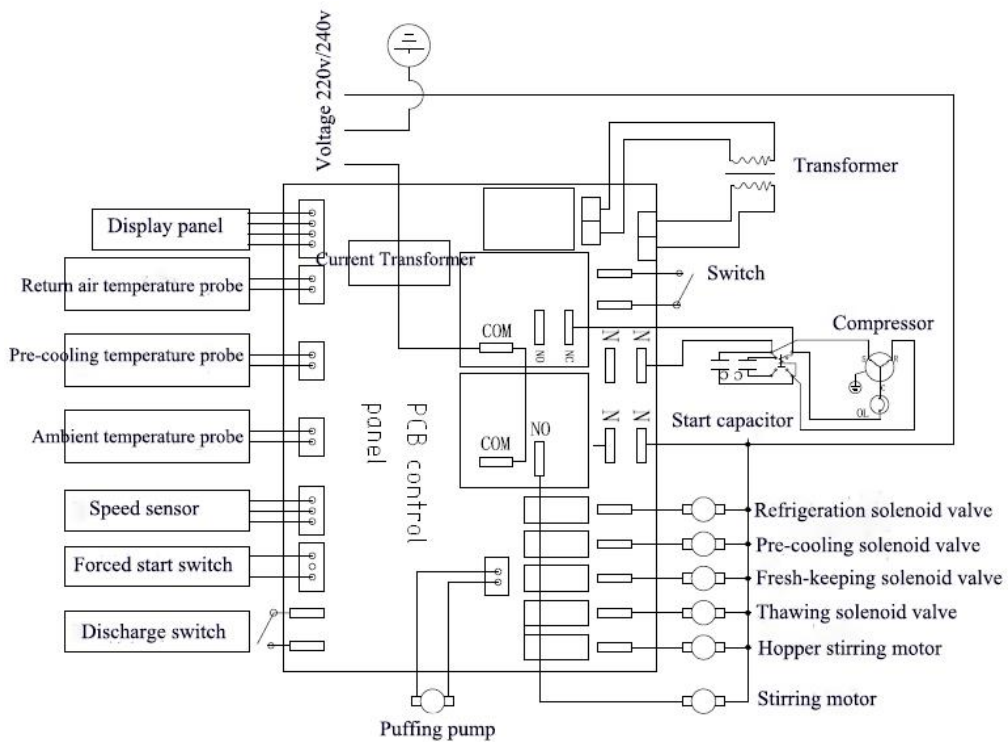 Voltage 220v/240v
Transformer
Display panel
Current Transformer
Return air temperature probe
Switch
Compressor
COM
NO
NC
N
N
S
R
C
OL
C
C
Pre-cooling temperature probe
Start capacitor
Ambient temperature probe
PCB control
panel
COM
NO
N
N
Speed sensor
Refrigeration solenoid valve
Pre-cooling solenoid valve
Forced start switch
Fresh-keeping solenoid valve
Thawing solenoid valve
Discharge switch
Hopper stirring motor
Stirring motor
Puffing pump